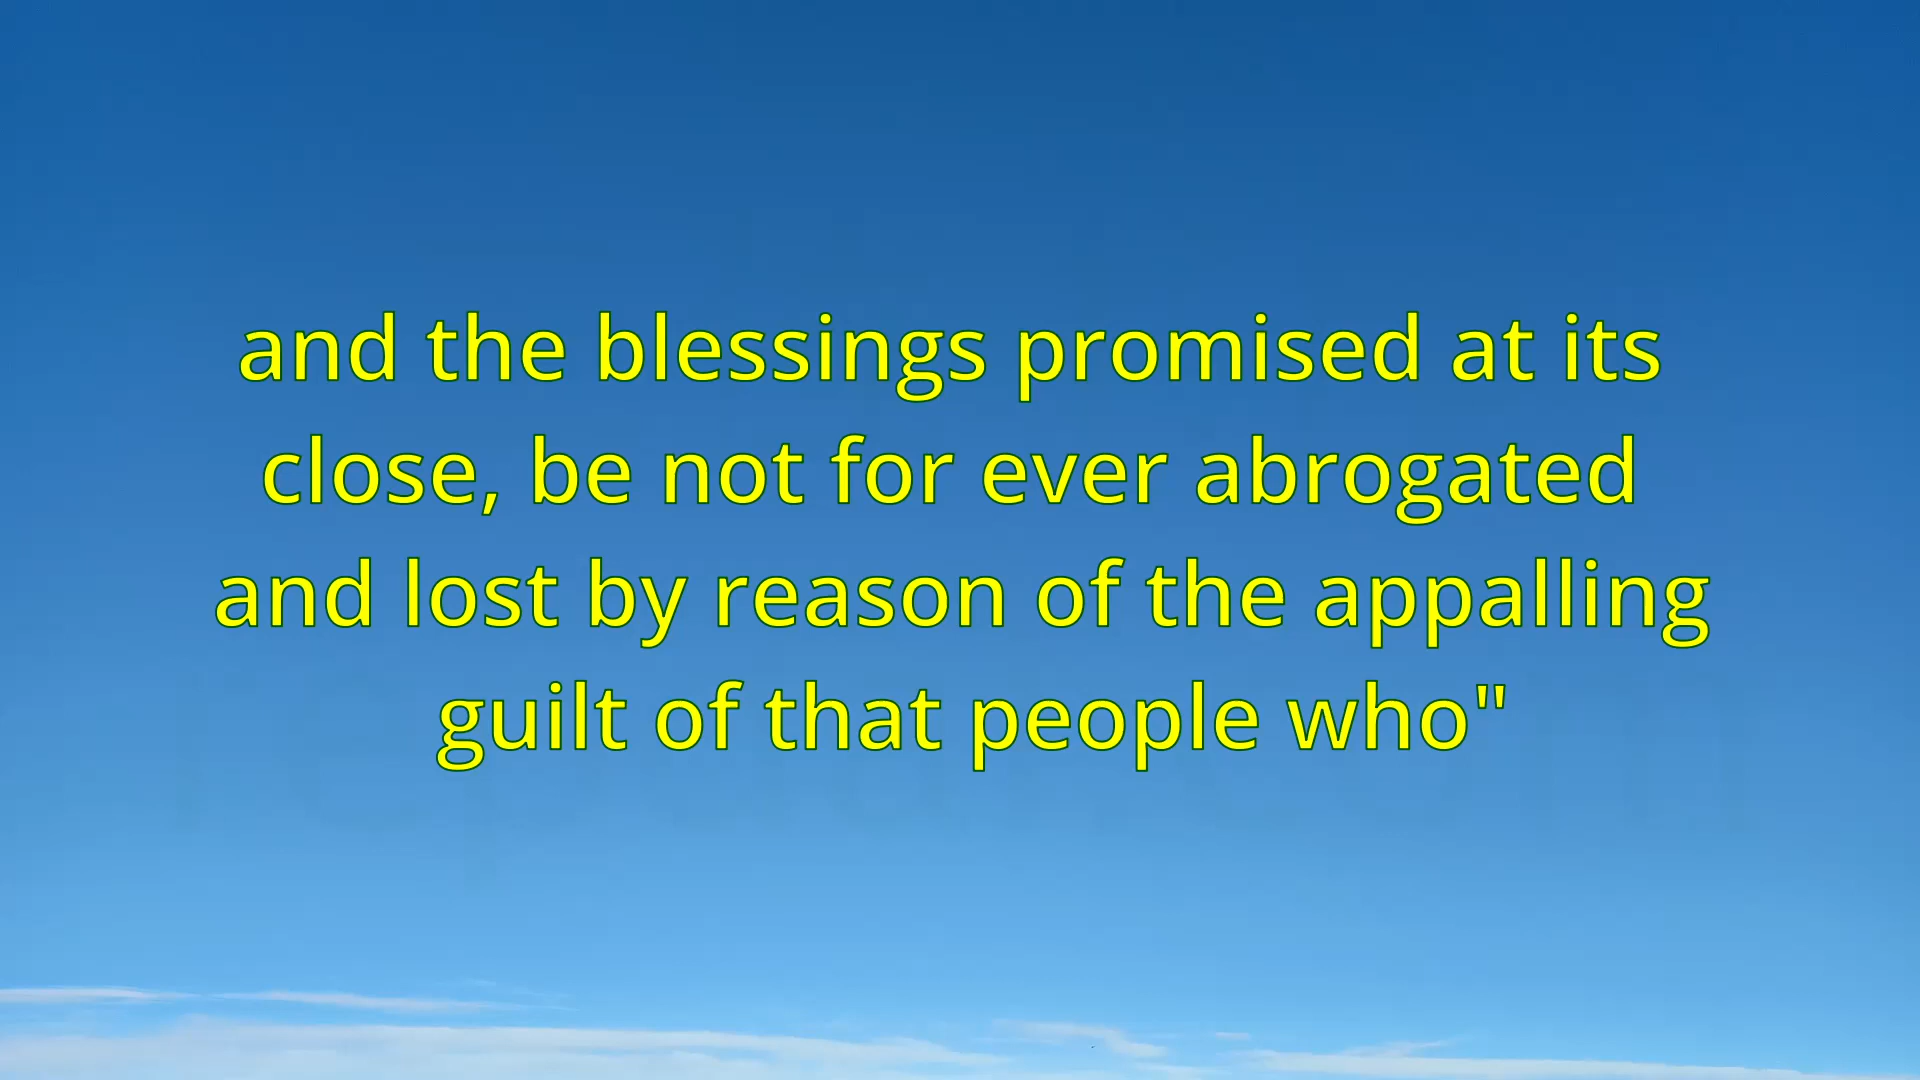 and the blessings promised at its
close, be not for ever abrogated
and lost by reason of the appalling
guilt of that people who"